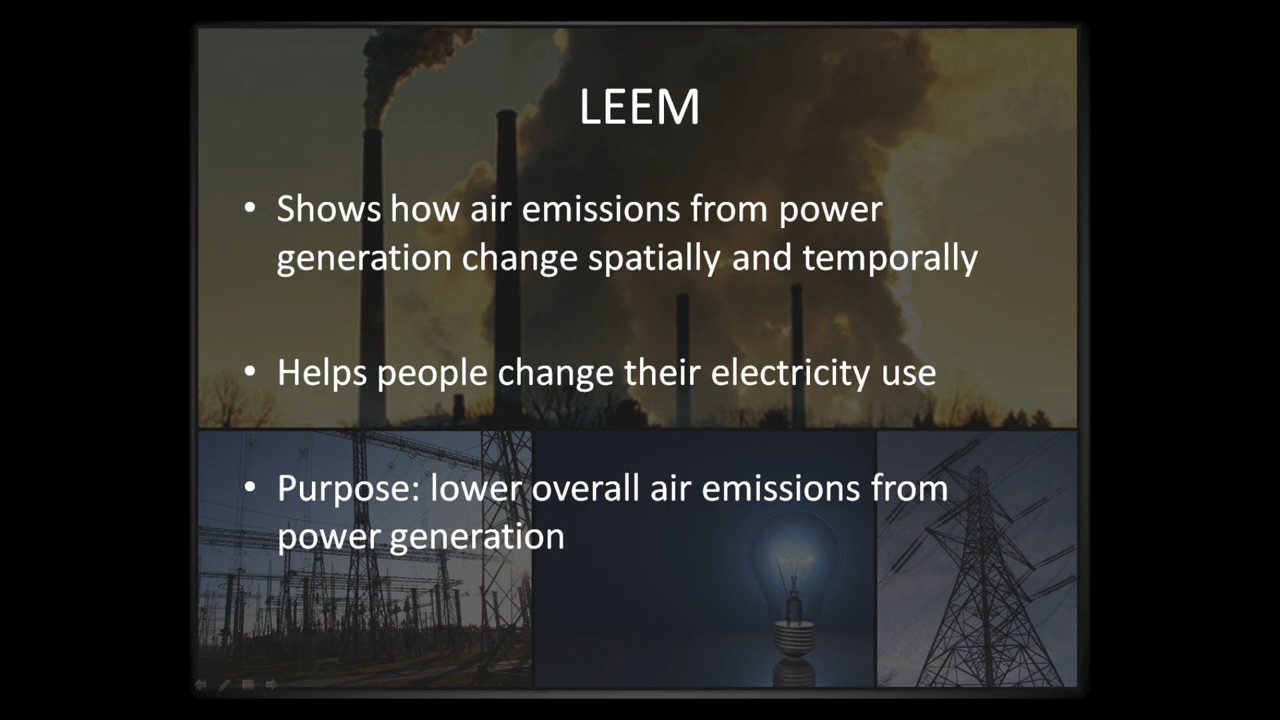 LEEM
• Shows how air emissions from power
generation change spatially and temporally
• Helps people change their electricity use
• Purpose: lower overall air emissions from
power generation